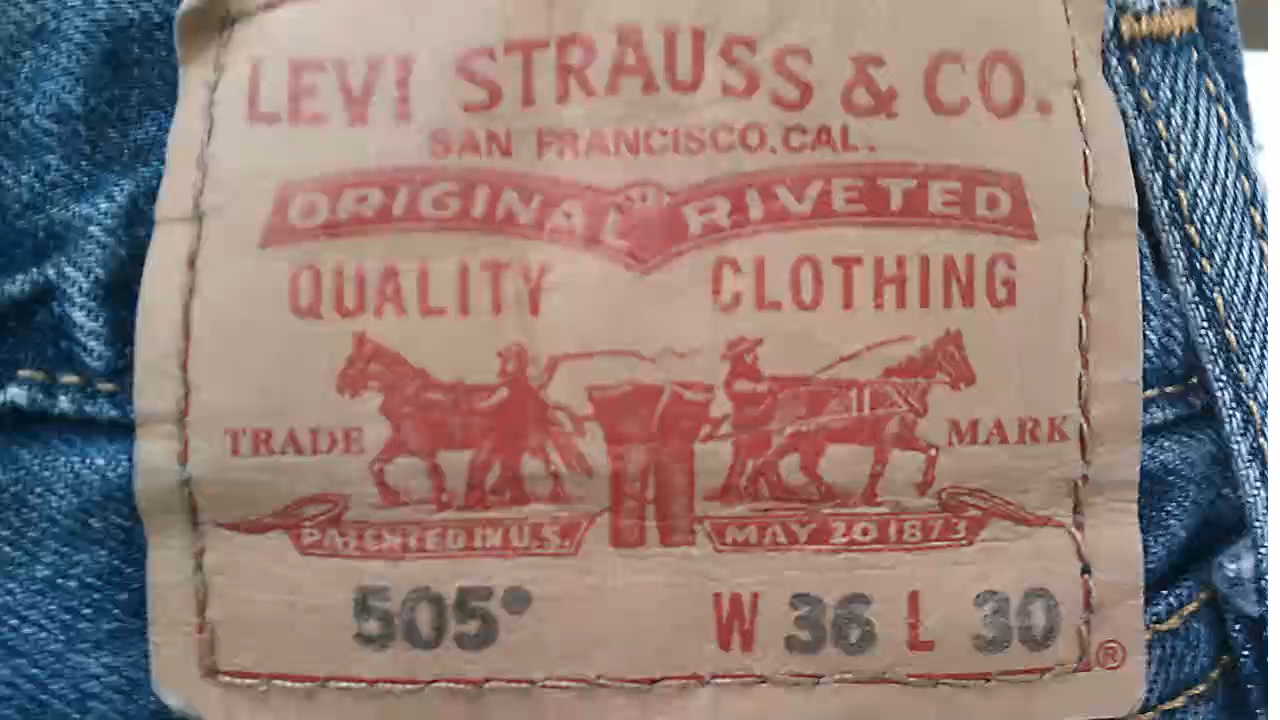 LEVI STRAUSS & CO.
SAN FRANCISCO, CAL.
ORIGINAL RIVETED
QUALITY CLOTHING
TRADE MARK
PATENTED IN U.S. MAY 20 1873
505® W 36 L 30
®